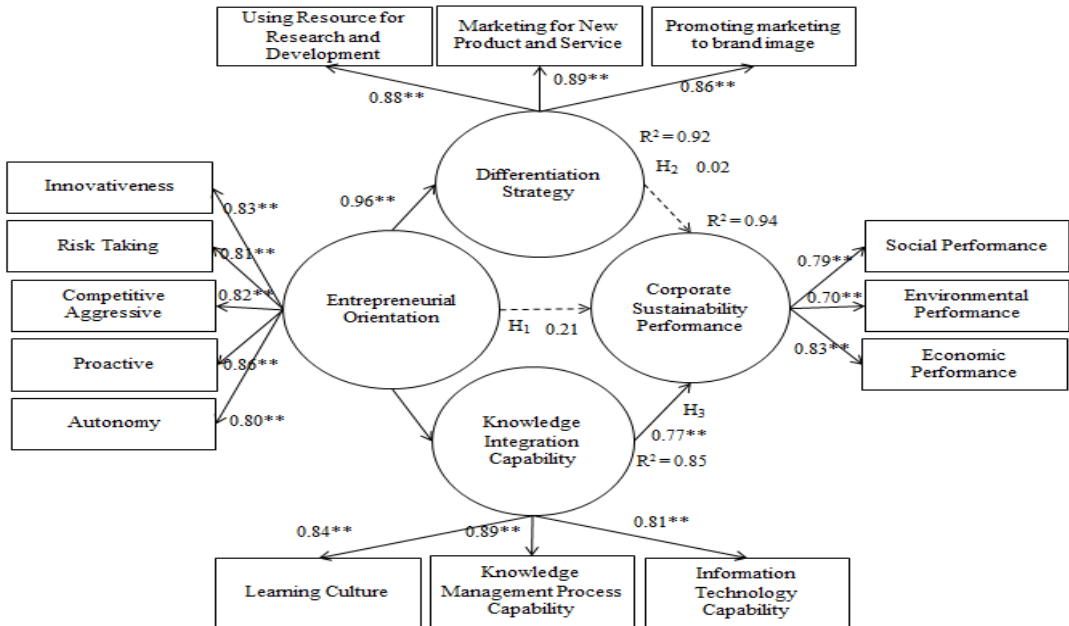 Using Resource for
Research and
Development
Marketing for New
Product and Service
Promoting marketing
to brand image
0.88**
0.89**
0.86**
R² = 0.92
H₂ 0.02
Differentiation
Strategy
R² = 0.94
0.96**
Innovativeness
0.83**
Risk Taking
0.81**
Competitive
Aggressive
0.82**
Proactive
0.86**
Autonomy
0.80**
Entrepreneurial
Orientation
H₁ 0.21
Corporate
Sustainability
Performance
0.79**
Social Performance
0.70**
Environmental
Performance
0.83**
Economic
Performance
Knowledge
Integration
Capability
H₃
0.77**
R² = 0.85
0.84**
0.89**
0.81**
Learning Culture
Knowledge
Management Process
Capability
Information
Technology
Capability